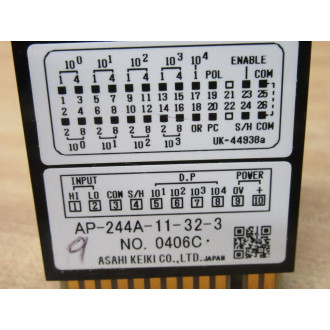 10⁰ 10¹ 10² 10³ 10⁴ ENABLE
1 4 1 4 1 4 1 4 1 POL COM
1 3 5 7 9 11 13 15 17 19 21 23 25
2 4 6 8 10 12 14 16 18 20 22 24 26
2 8 2 8 2 8 2 8 OR PC S/H COM
10⁰ 10¹ 10² 10³ UK-44936a
INPUT D.P POWER
HI LO COM S/H 10¹ 10² 10³ 10⁴ 0V +
1 2 3 4 5 6 7 8 9 10
AP-244A-11-32-3
9 NO. 0406C
ASAHI KEIKI CO.,LTD. JAPAN